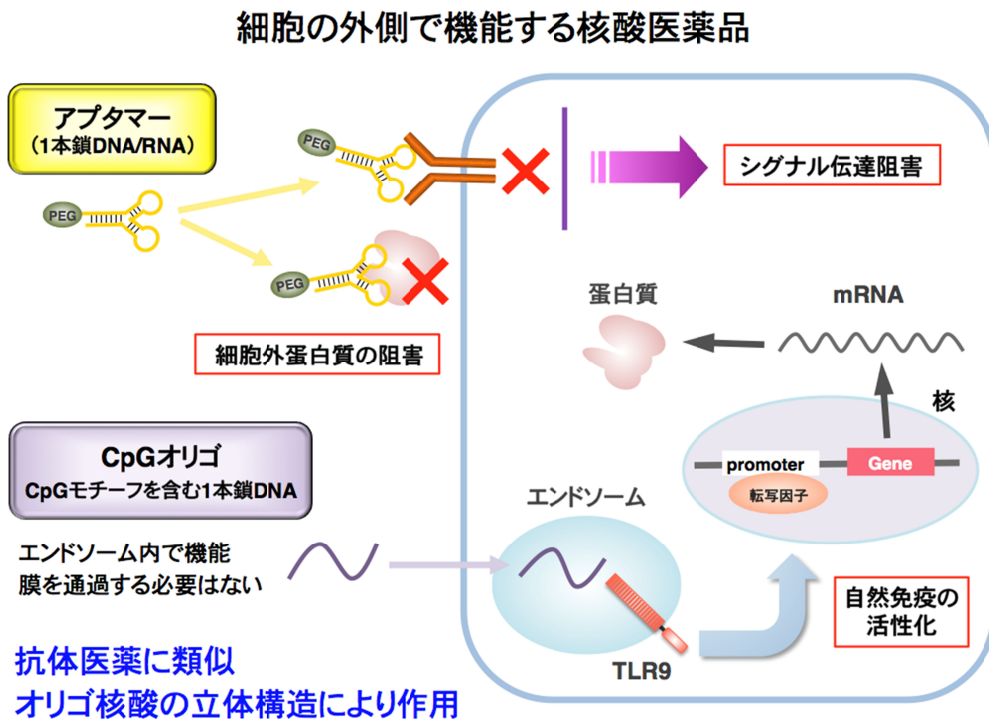 細胞の外側で機能する核酸医薬品
アプタマー
(1本鎖DNA/RNA)
PEG
PEG
PEG
シグナル伝達阻害
細胞外蛋白質の阻害
蛋白質
mRNA
核
promoter
Gene
転写因子
CpGオリゴ
CpGモチーフを含む1本鎖DNA
エンドソーム内で機能
膜を通過する必要はない
エンドソーム
TLR9
自然免疫の
活性化
抗体医薬に類似
オリゴ核酸の立体構造により作用